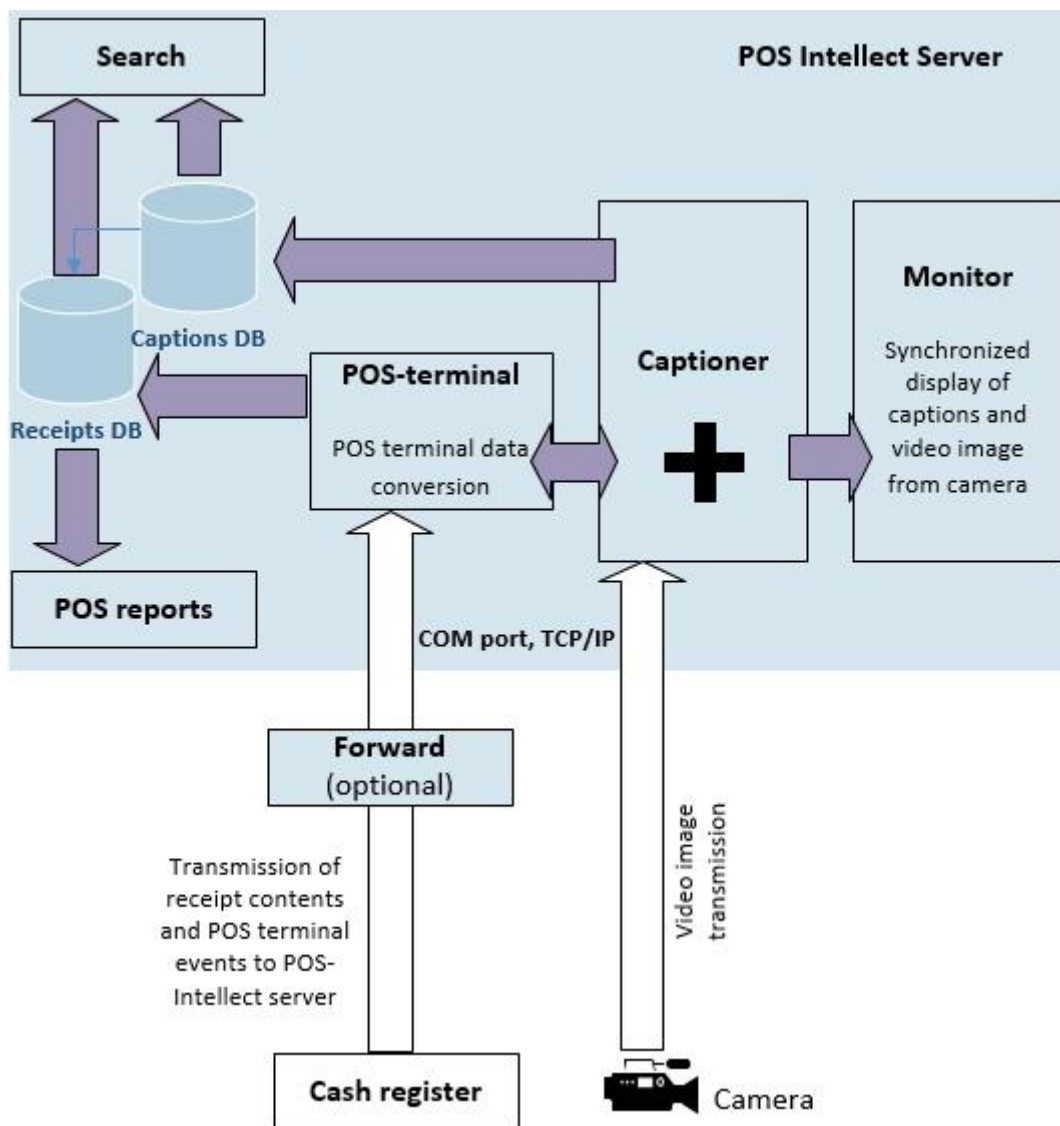 Search
POS Intellect Server
Captions DB
Receipts DB
POS-terminal
POS terminal data
conversion
Captioner
Monitor
Synchronized
display of
captions and
video image
from camera
POS reports
COM port, TCP/IP
Forward
(optional)
Transmission of
receipt contents
and POS terminal
events to POS-
Intellect server
Video image
transmission
Cash register
Camera